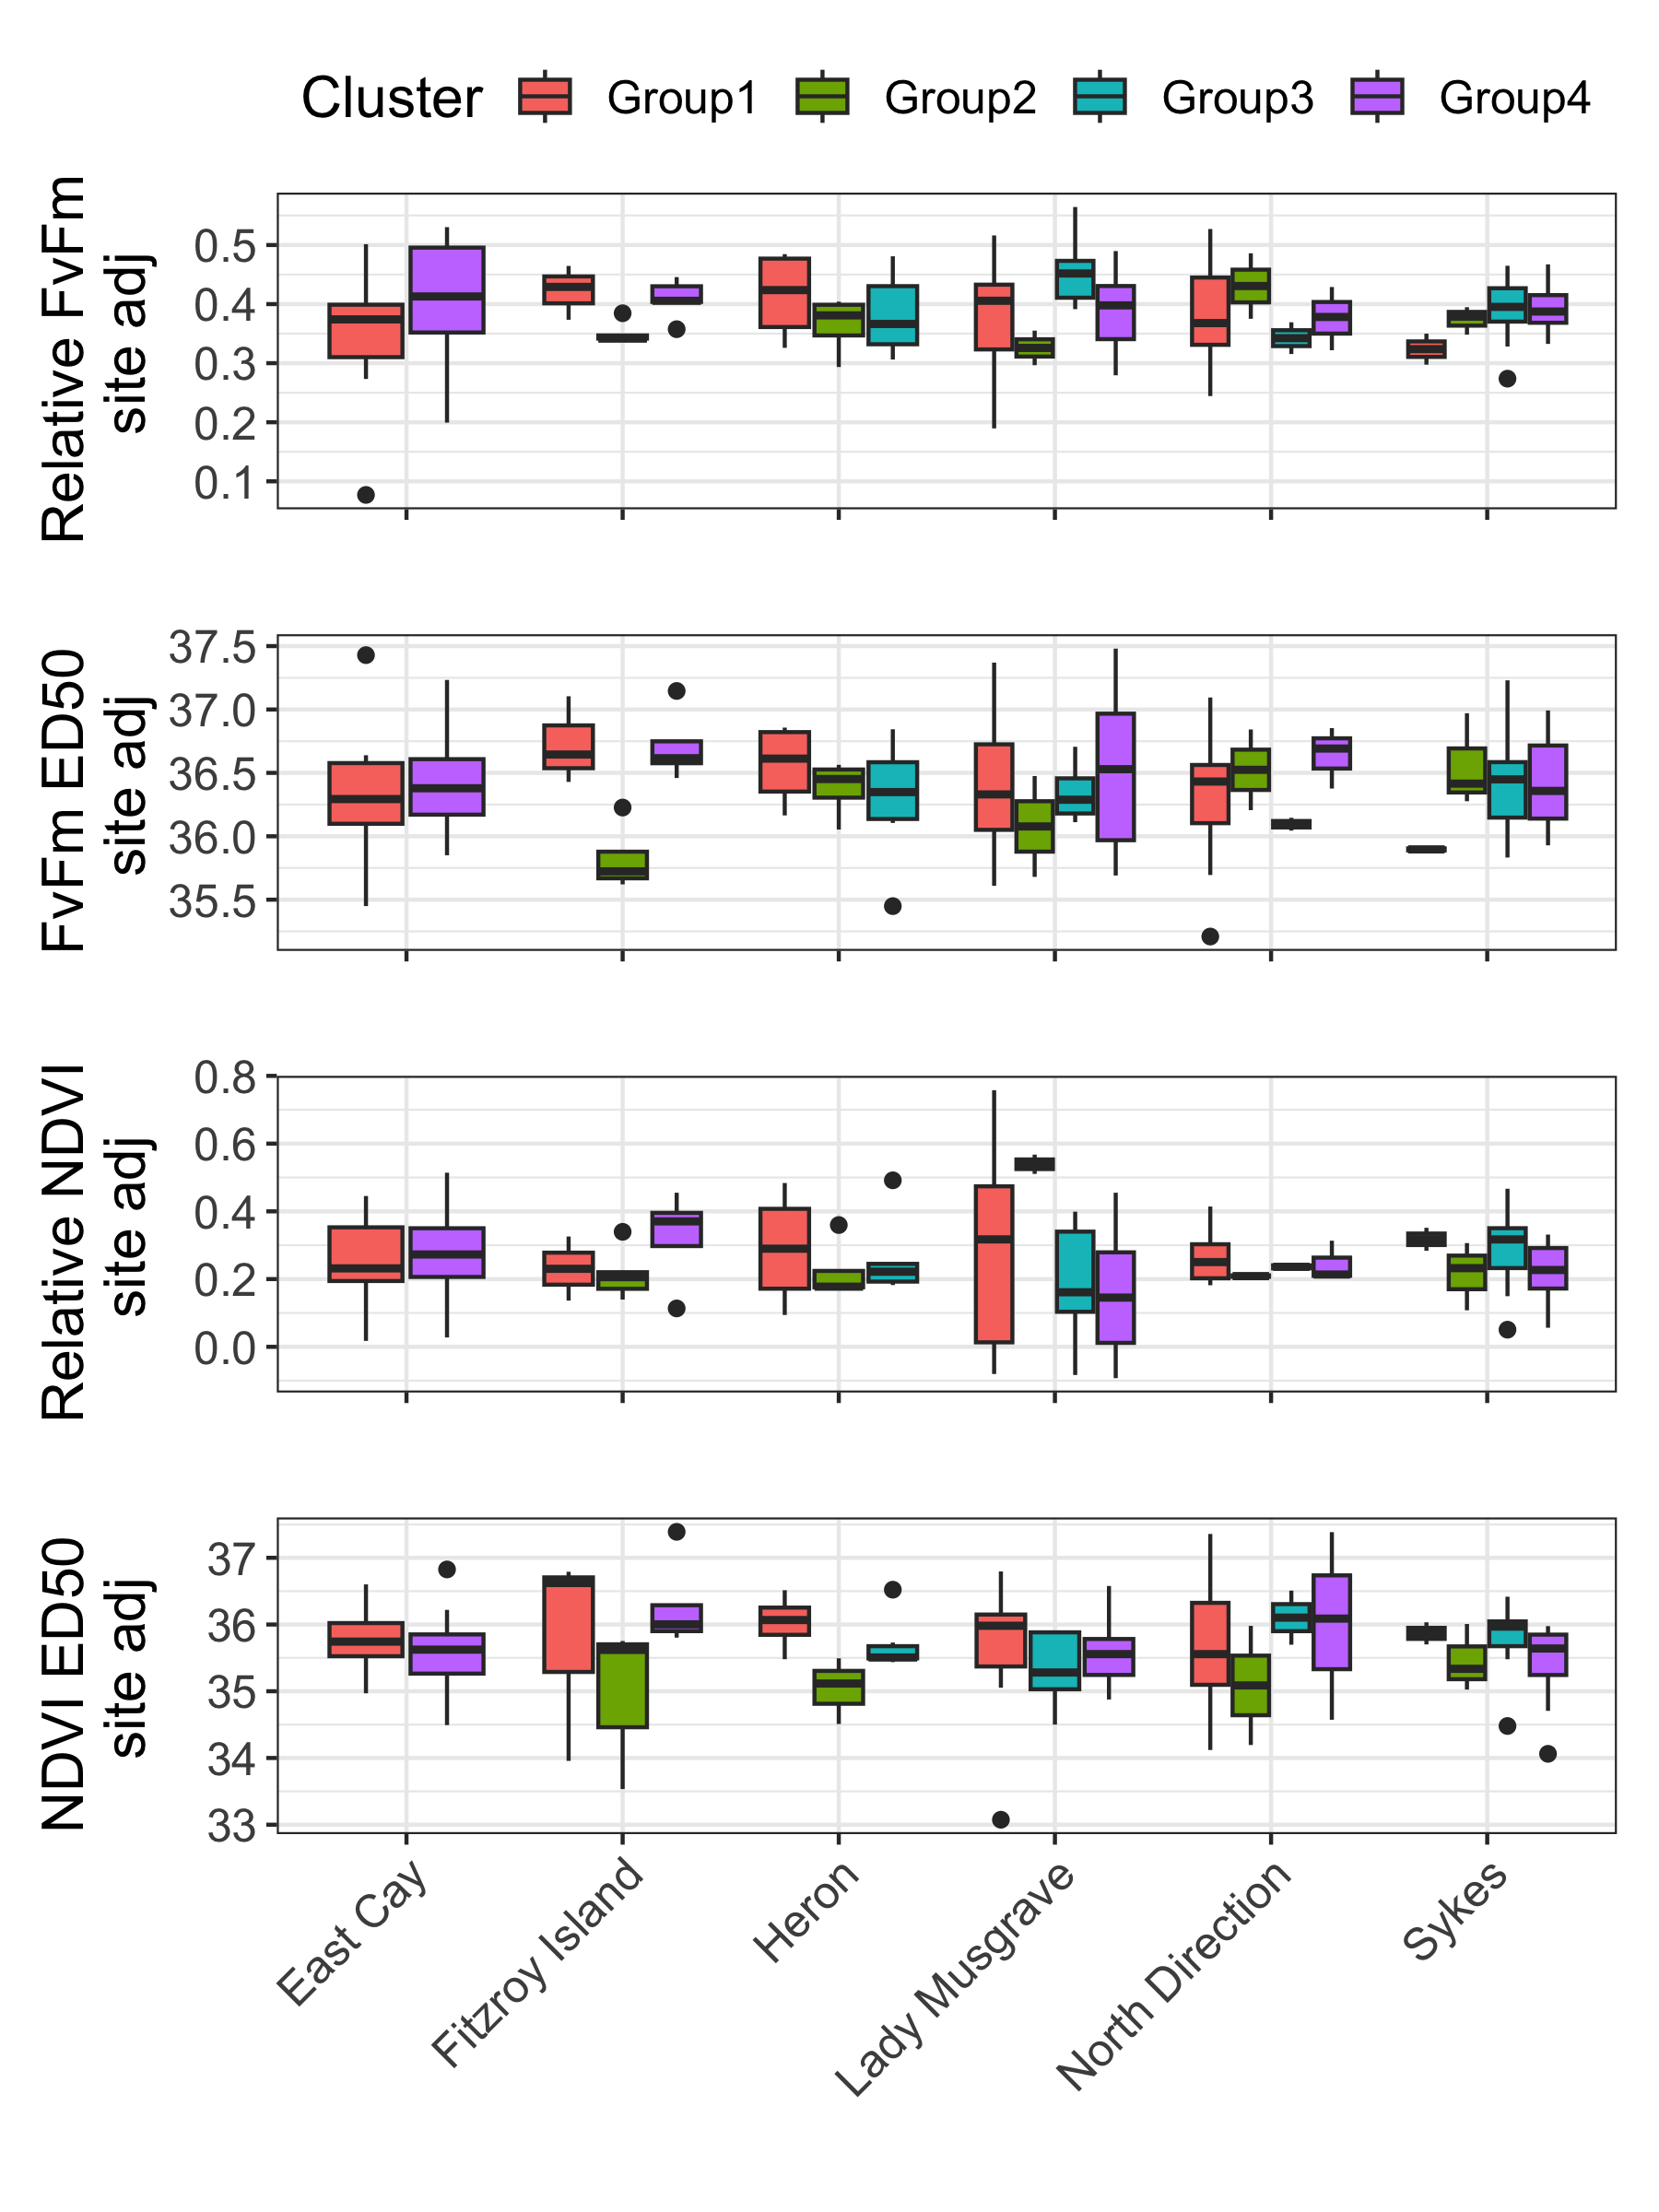 Cluster Group1 Group2 Group3 Group4
Relative FvFm
site adj
0.5
0.4
0.3
0.2
0.1
FvFm ED50
site adj
37.5
37.0
36.5
36.0
35.5
Relative NDVI
site adj
0.8
0.6
0.4
0.2
0.0
NDVI ED50
site adj
37
36
35
34
33
East Cay
Fitzroy Island
Heron
Lady Musgrave
North Direction
Sykes